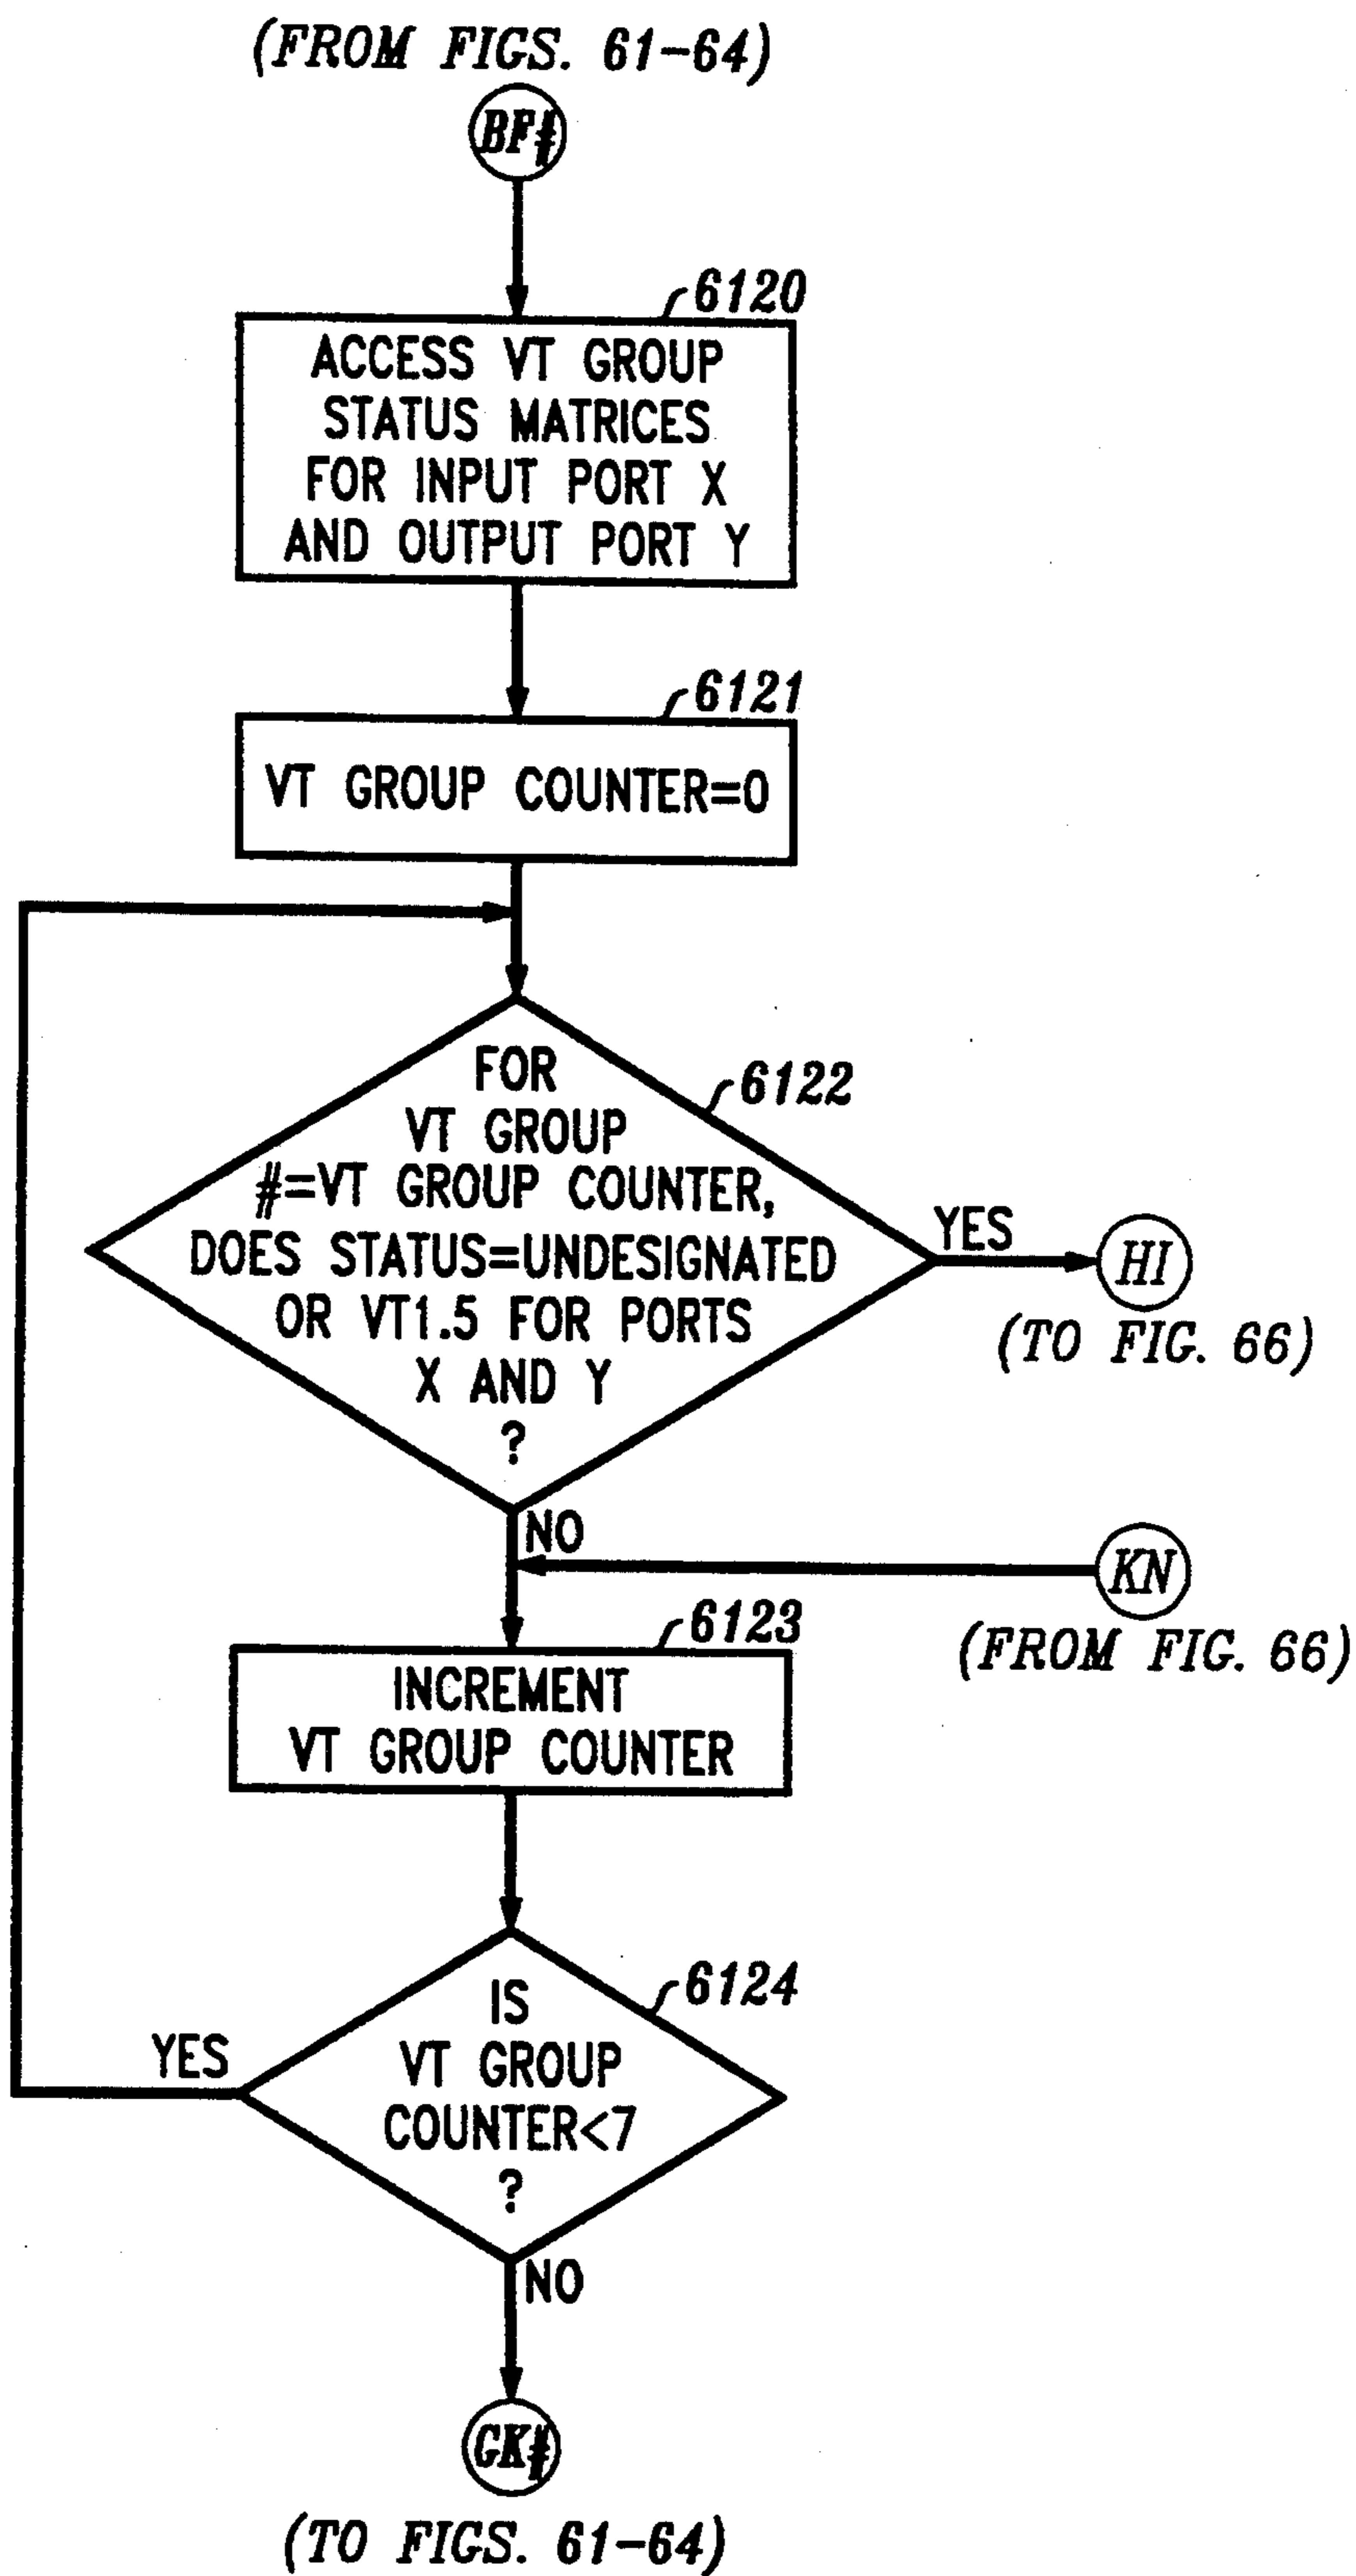 (FROM FIGS. 61-64)
BF#
6120
ACCESS VT GROUP
STATUS MATRICES
FOR INPUT PORT X
AND OUTPUT PORT Y
6121
VT GROUP COUNTER=0
FOR
6122
VT GROUP
#=VT GROUP COUNTER,
DOES STATUS=UNDESIGNATED
OR VT1.5 FOR PORTS
X AND Y
?
YES
HI
(TO FIG. 66)
NO
KN
(FROM FIG. 66)
6123
INCREMENT
VT GROUP COUNTER
6124
IS
VT GROUP
COUNTER<7
?
YES
NO
GK#
(TO FIGS. 61-64)